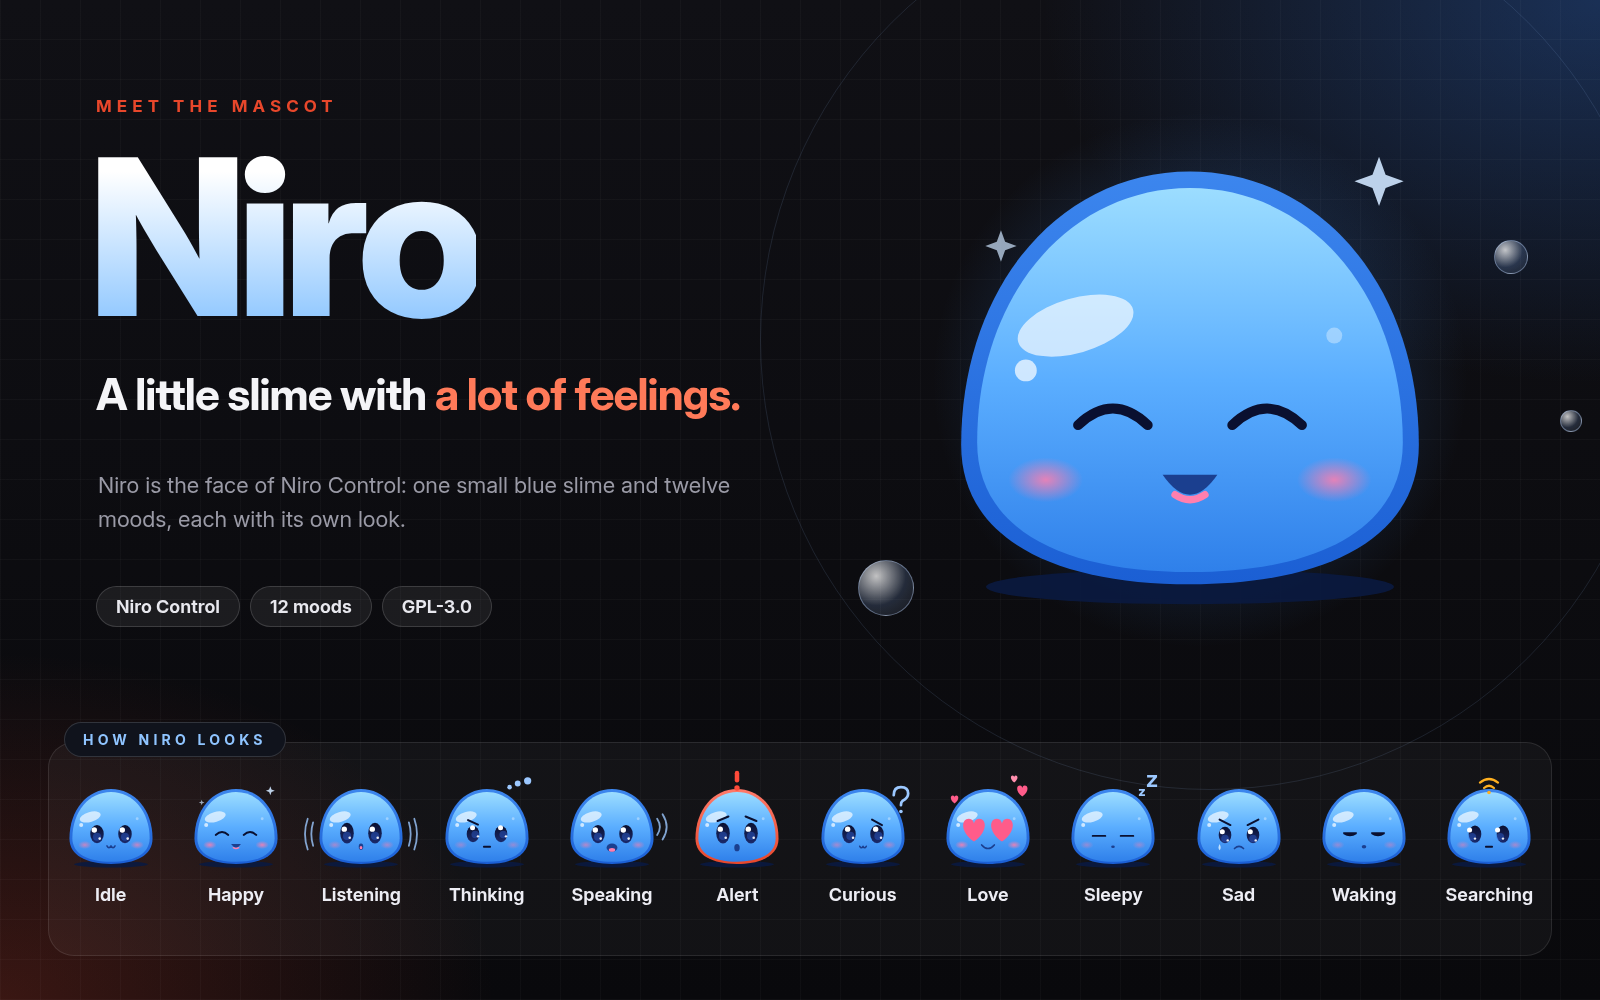 MEET THE MASCOT
Niro
A little slime with a lot of feelings.
Niro is the face of Niro Control: one small blue slime and twelve
moods, each with its own look.
Niro Control
12 moods
GPL-3.0
HOW NIRO LOOKS
?
z Z
Idle
Happy
Listening
Thinking
Speaking
Alert
Curious
Love
Sleepy
Sad
Waking
Searching